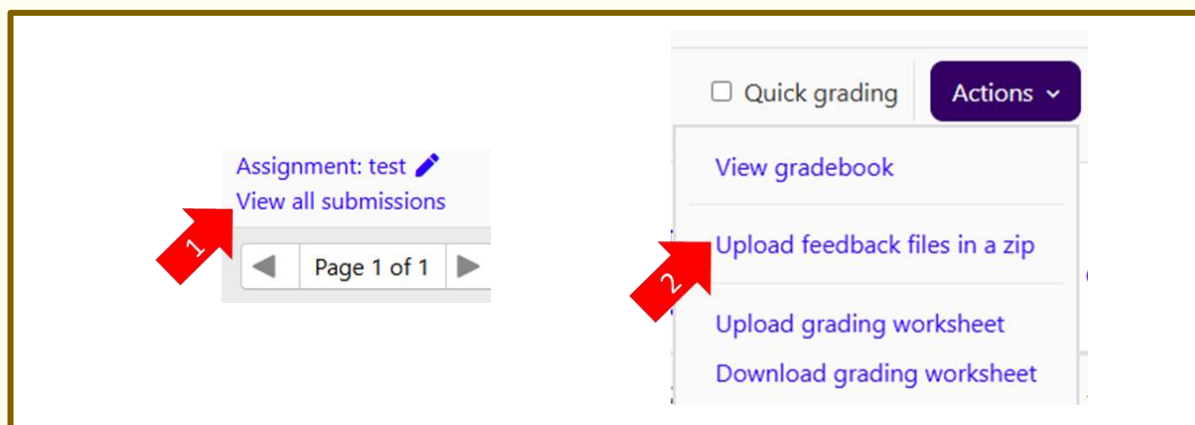 Assignment: test
View all submissions
1
Page 1 of 1
Quick grading
Actions
View gradebook
Upload feedback files in a zip
2
Upload grading worksheet
Download grading worksheet